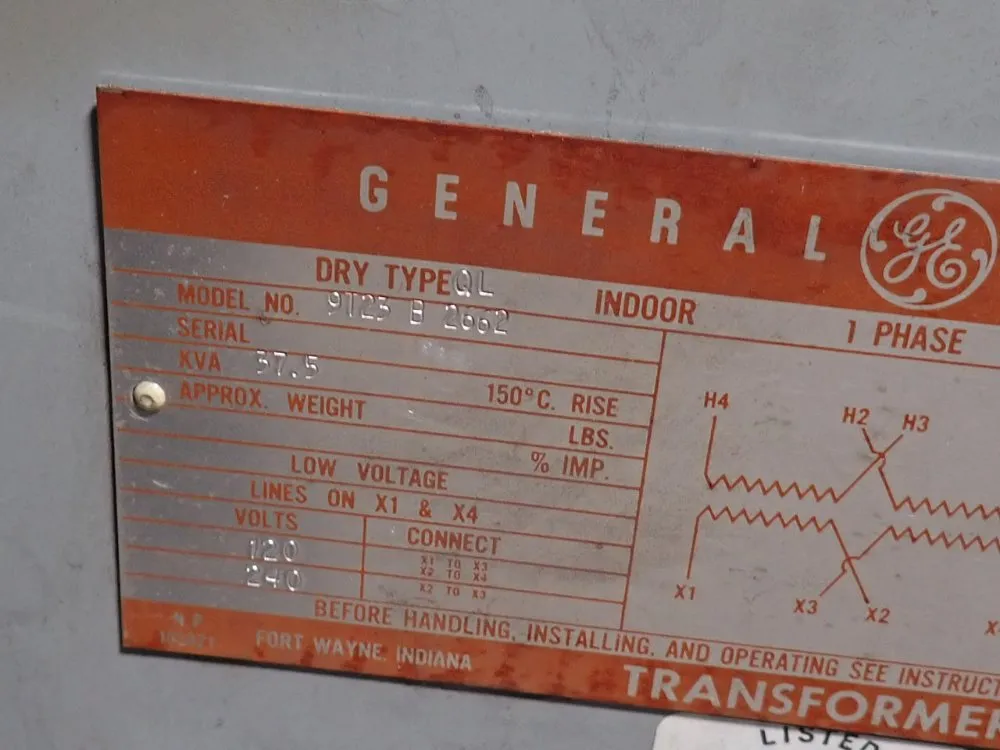 GENERAL GE
DRY TYPE QL INDOOR 1 PHASE
MODEL NO. 9T23 B 2662
SERIAL
KVA 37.5 150°C. RISE
APPROX. WEIGHT LBS.
% IMP.
LOW VOLTAGE
LINES ON X1 & X4
VOLTS CONNECT
120 X1 TO X3
X2 TO X4
240 X2 TO X3
H4 H2 H3
X1 X3 X2
BEFORE HANDLING, INSTALLING, AND OPERATING SEE INSTRUCT
N.P.
FORT WAYNE, INDIANA
TRANSFORMER
LISTED